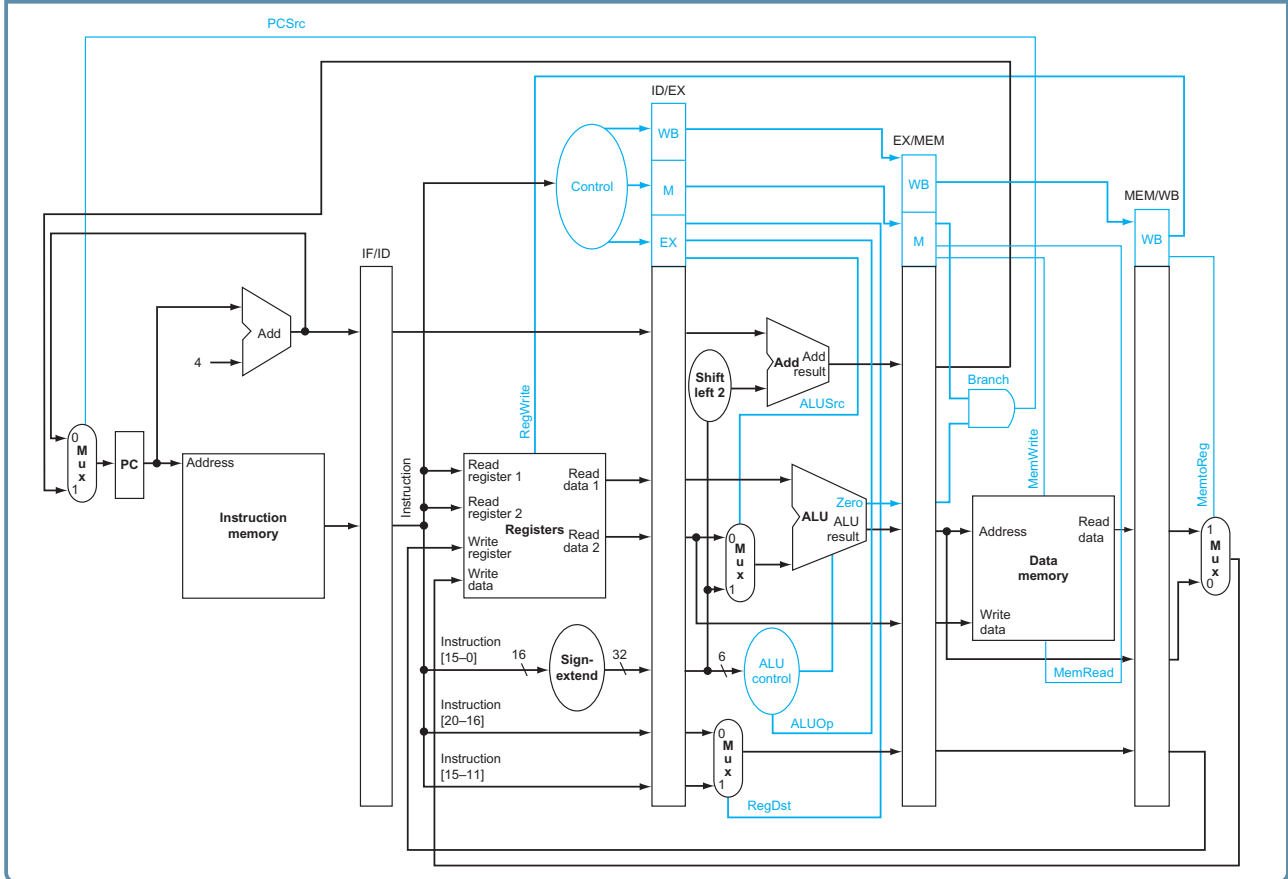 PCSrc
ID/EX
WB
Control
M
EX
EX/MEM
WB
M
MEM/WB
WB
IF/ID
Add
4
RegWrite
Shift
left 2
Add
Add
result
ALUSrc
Branch
MemWrite
MemtoReg
0
M
u
x
1
PC
Address
Instruction
memory
Instruction
Read
register 1
Read
register 2
Write
register
Write
data
Registers
Read
data 1
Read
data 2
0
M
u
x
1
Zero
ALU
ALU
result
Address
Read
data
Data
memory
Write
data
1
M
u
x
0
Instruction
[15–0]
16
Sign-
extend
32
6
ALU
control
MemRead
Instruction
[20–16]
ALUOp
Instruction
[15–11]
0
M
u
x
1
RegDst